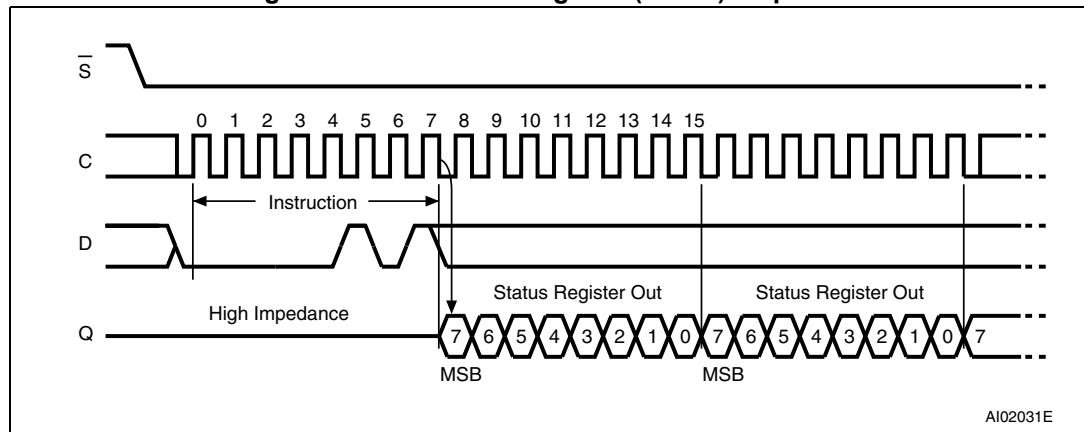 S
0 1 2 3 4 5 6 7 8 9 10 11 12 13 14 15
C
Instruction
D
Status Register Out Status Register Out
High Impedance
Q 7 6 5 4 3 2 1 0 7 6 5 4 3 2 1 0 7
MSB MSB
AI02031E